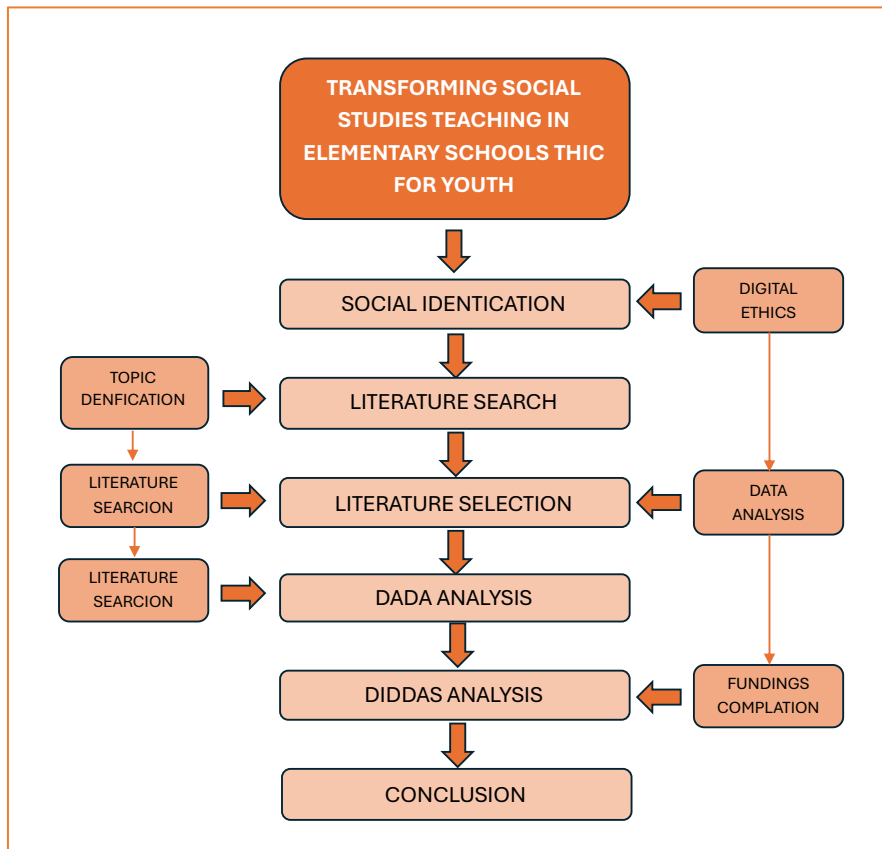 TRANSFORMING SOCIAL
STUDIES TEACHING IN
ELEMENTARY SCHOOLS THIC
FOR YOUTH
SOCIAL IDENTICATION
DIGITAL
ETHICS
TOPIC
DENFICATION
LITERATURE SEARCH
LITERATURE
SEARCION
LITERATURE SELECTION
DATA
ANALYSIS
LITERATURE
SEARCION
DADA ANALYSIS
DIDDAS ANALYSIS
FUNDINGS
COMPLATION
CONCLUSION